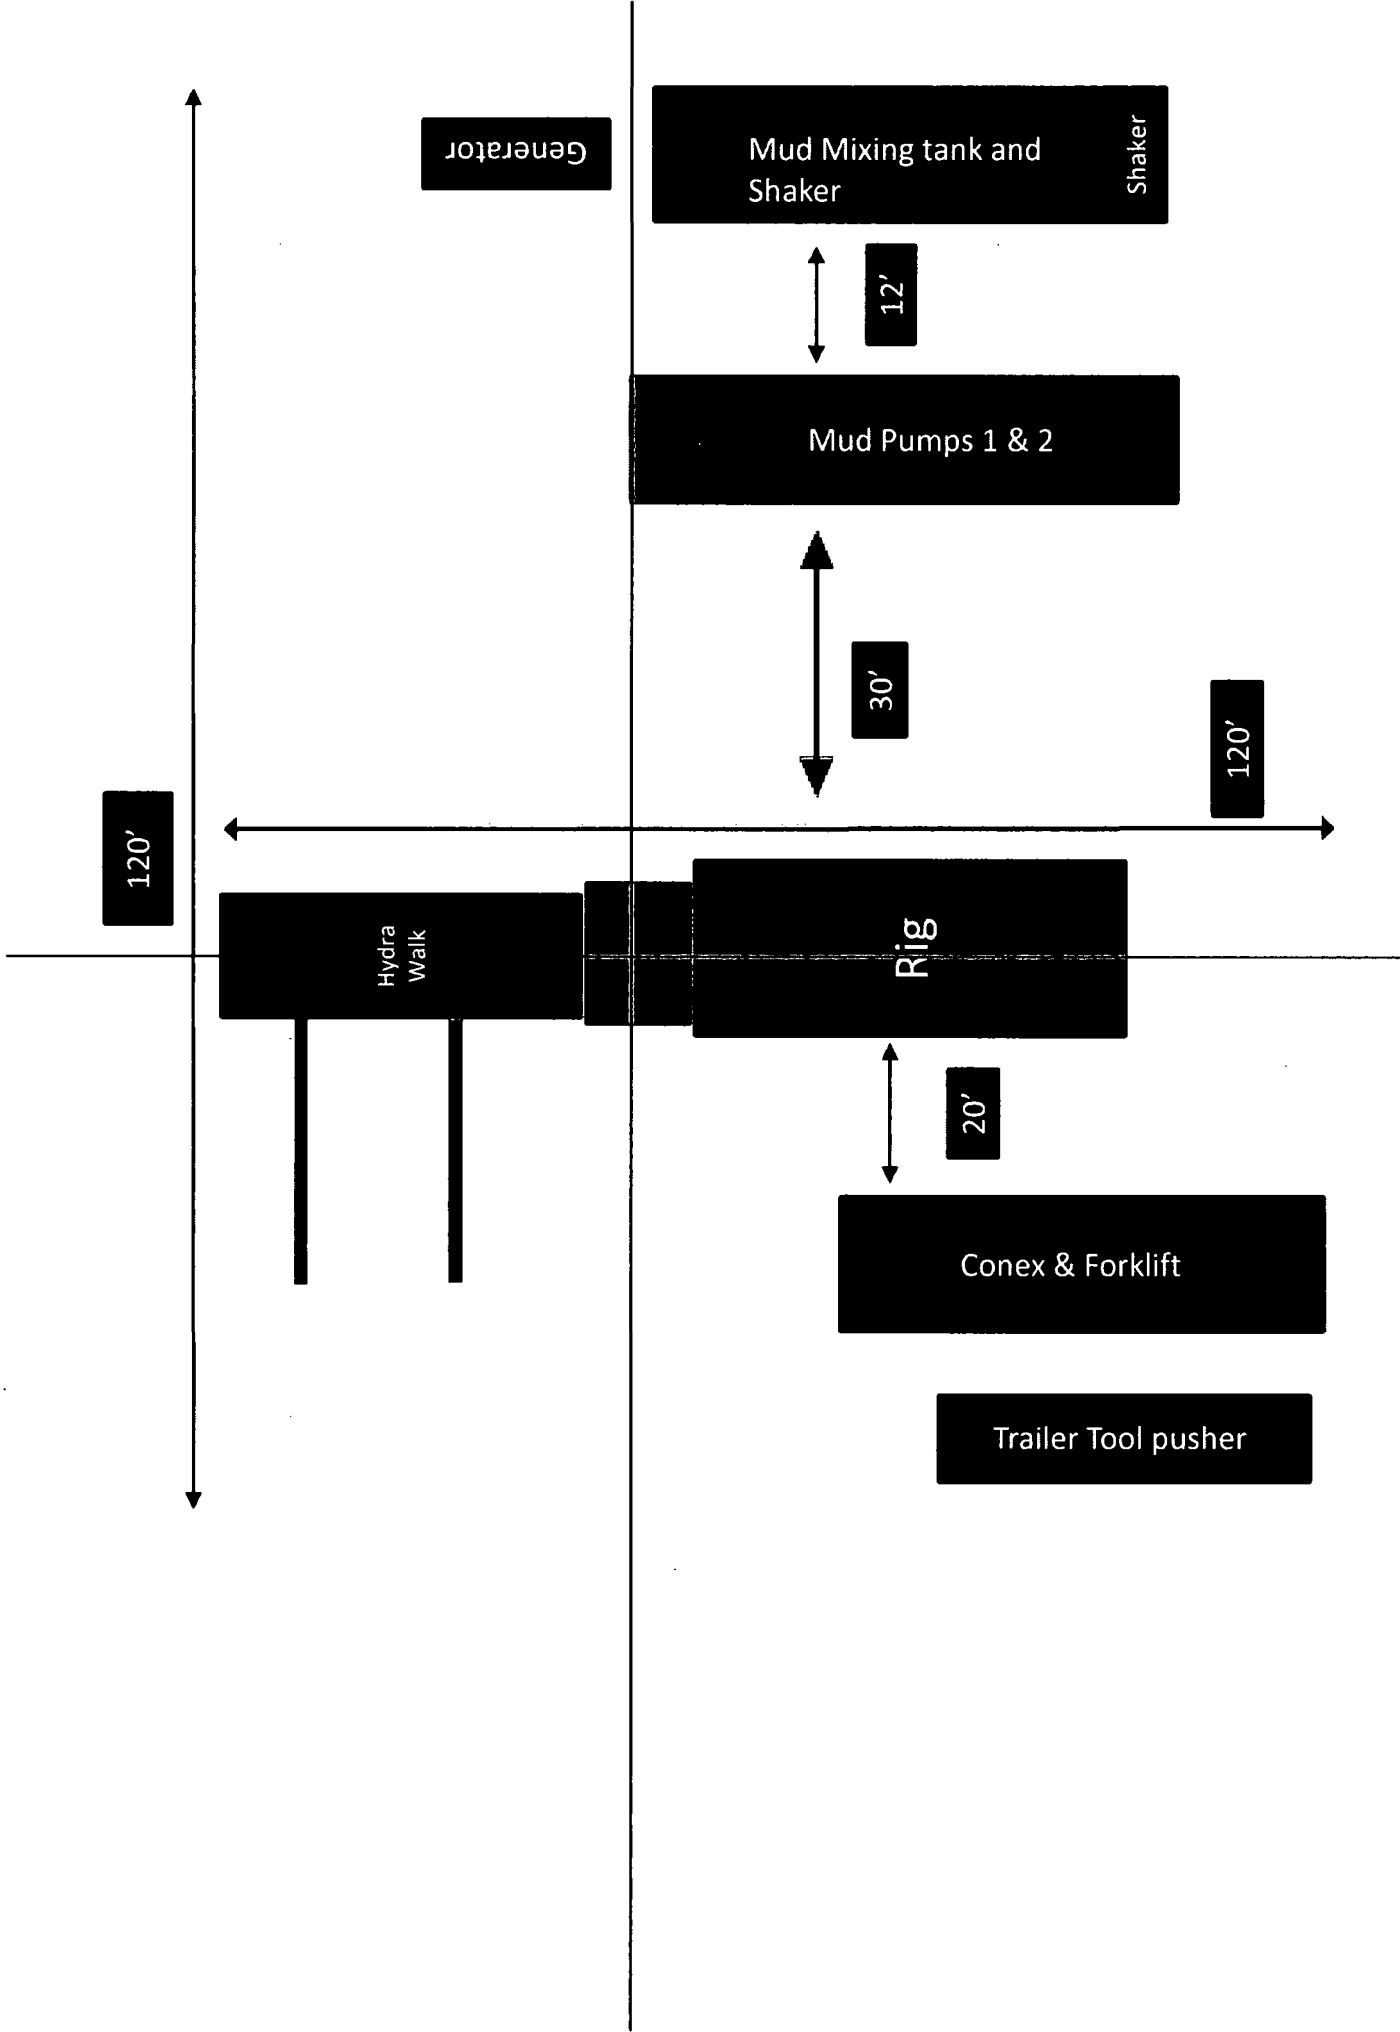 Generator
Mud Mixing tank and
Shaker
Shaker
12'
Mud Pumps 1 & 2
30'
120'
120'
Hydra
Walk
Rig
20'
Conex & Forklift
Trailer Tool pusher